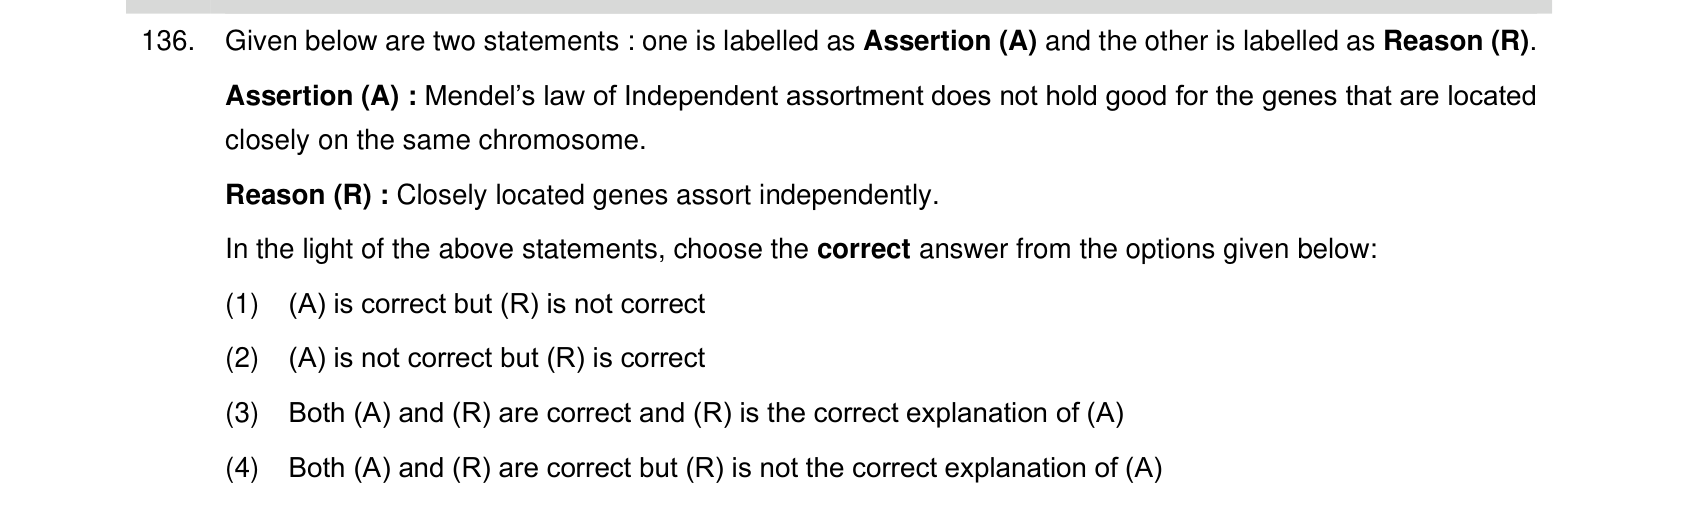 136. Given below are two statements : one is labelled as Assertion (A) and the other is labelled as Reason (R).
Assertion (A) : Mendel's law of Independent assortment does not hold good for the genes that are located
closely on the same chromosome.
Reason (R) : Closely located genes assort independently.
In the light of the above statements, choose the correct answer from the options given below:
(1) (A) is correct but (R) is not correct
(2) (A) is not correct but (R) is correct
(3) Both (A) and (R) are correct and (R) is the correct explanation of (A)
(4) Both (A) and (R) are correct but (R) is not the correct explanation of (A)